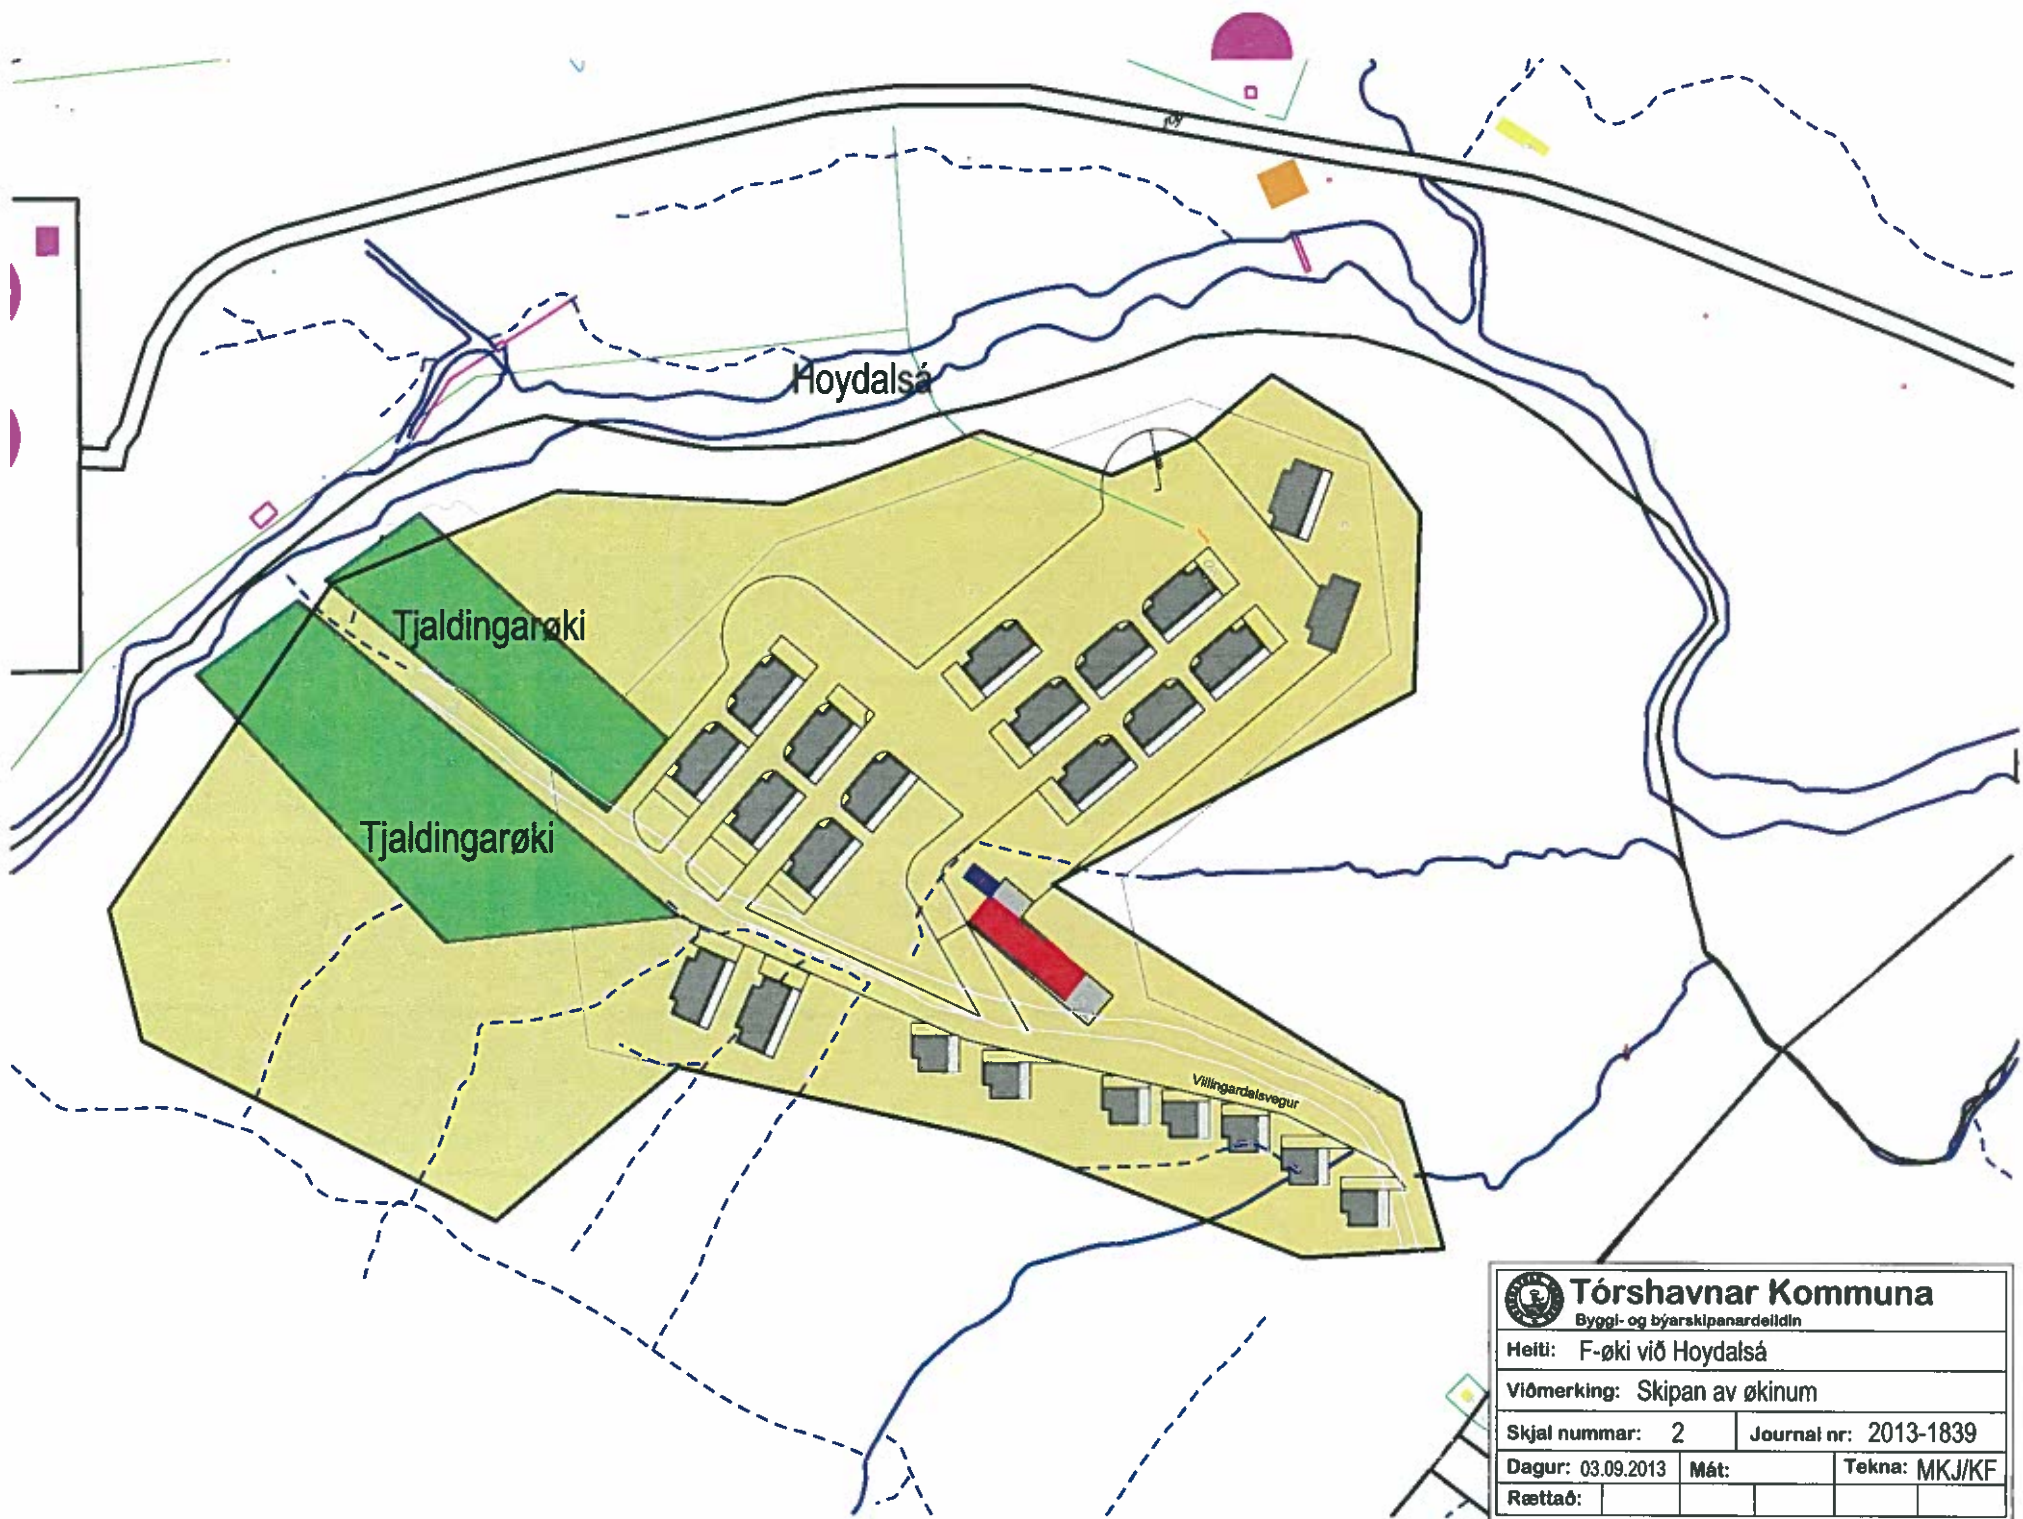 Hoydalsá
Tjaldingarøki
Tjaldingarøki
Villingardalsvegur
Tórshavnar Kommuna
Byggi- og býarskipanardeildin
Heiti: F-øki við Hoydalsá
Viðmerking: Skipan av økinum
Skjal nummar: 2 Journal nr: 2013-1839
Dagur: 03.09.2013 Mát: Tekna: MKJ/KF
Rættað: